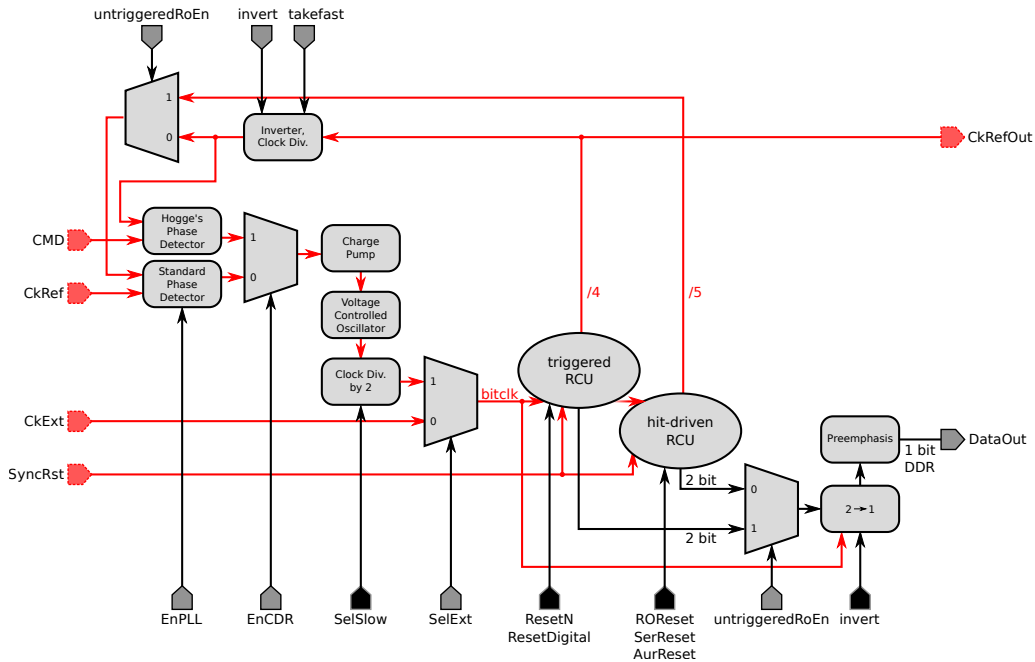 untriggeredRoEn
invert
takefast
1
0
Inverter,
Clock Div.
CkRefOut
CMD
CkRef
Hogge's
Phase
Detector
Standard
Phase
Detector
1
0
Charge
Pump
Voltage
Controlled
Oscillator
Clock Div.
by 2
/4
/5
CkExt
SyncRst
1
0
bitclk
triggered
RCU
hit-driven
RCU
2 bit
2 bit
0
1
Preemphasis
2→1
1 bit
DDR
DataOut
EnPLL
EnCDR
SelSlow
SelExt
ResetN
ResetDigital
ROReset
SerReset
AurReset
untriggeredRoEn
invert